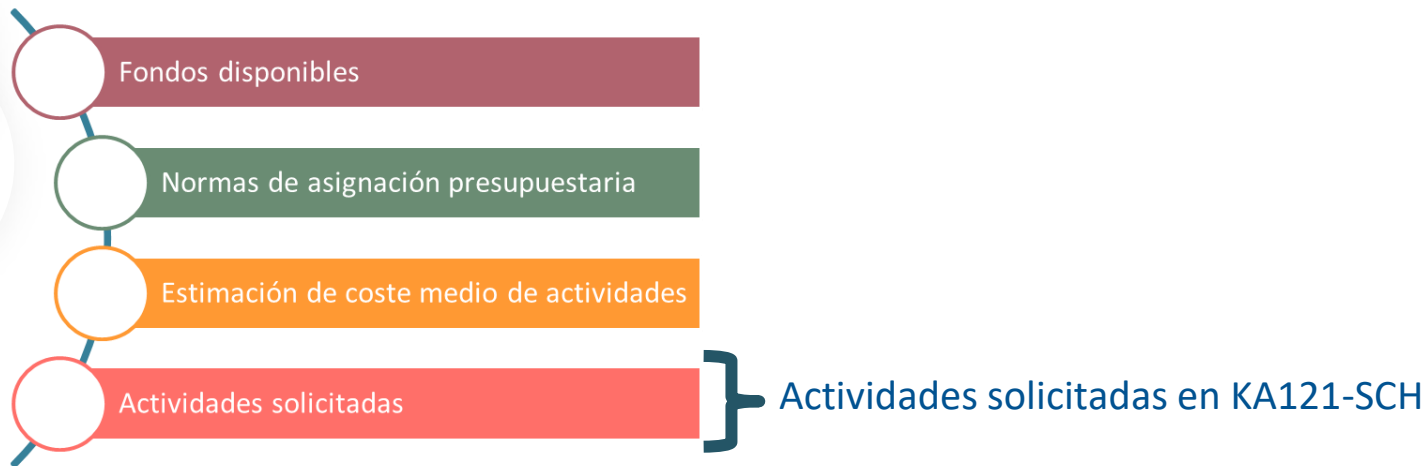 Fondos disponibles
Normas de asignación presupuestaria
Estimación de coste medio de actividades
Actividades solicitadas
Actividades solicitadas en KA121-SCH